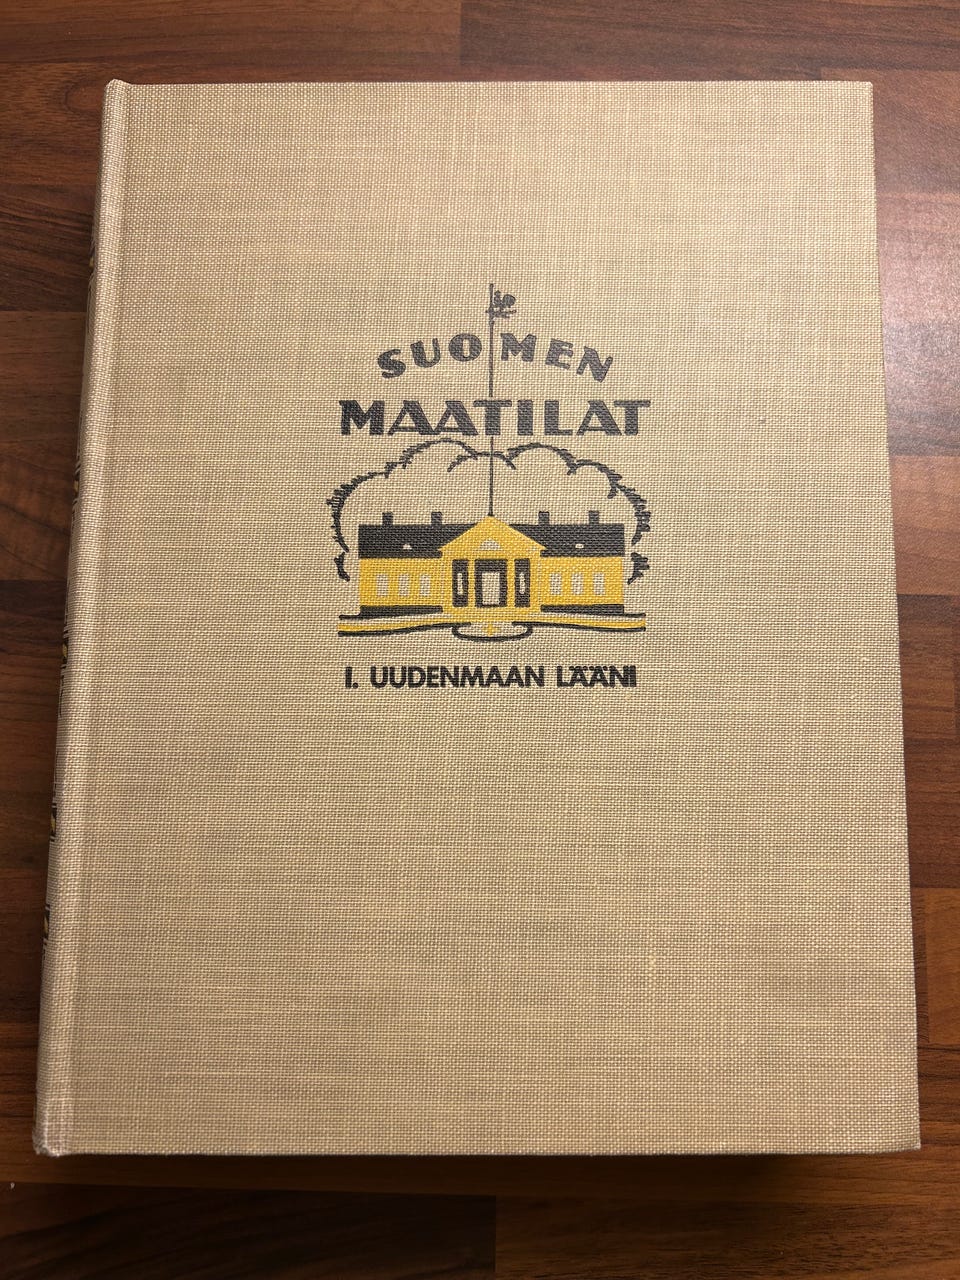 SUOMEN
MAATILAT
I. UUDENMAAN LÄÄNI